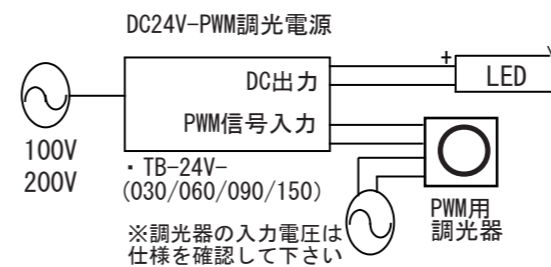 DC24V-PWM調光電源
DC出力
+
LED
PWM信号入力
100V
200V
・TB-24V-
(030/060/090/150)
PWM用
調光器
※調光器の入力電圧は
仕様を確認して下さい